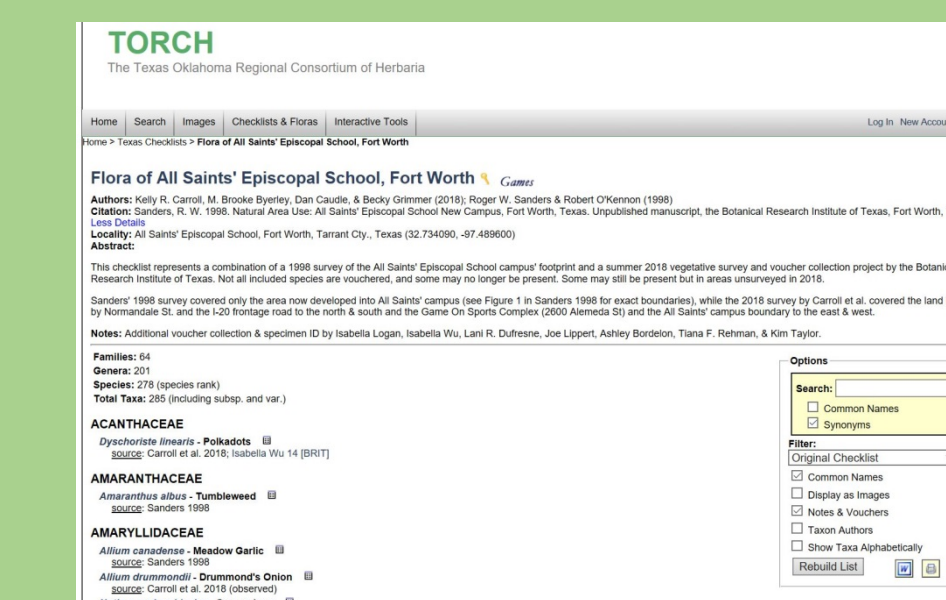 TORCH
The Texas Oklahoma Regional Consortium of Herbaria
Home Search Images Checklists & Floras Interactive Tools Log In New
Home > Texas Checklists > Flora of All Saints' Episcopal School, Fort Worth
Flora of All Saints' Episcopal School, Fort Worth Games
Authors: Kelly R. Carroll, M. Brooke Byerley, Dan Caudle, & Becky Grimmer (2018); Roger W. Sanders & Robert O'Kennon (1998)
Citation: Sanders, R. W. 1998. Natural Area Use: All Saints' Episcopal School New Campus, Fort Worth, Texas. Unpublished manuscript, the Botanical Research Institute of Texas, Fort Worth,
Less Details
Locality: All Saints' Episcopal School, Fort Worth, Tarrant Cty., Texas (32.734090, -97.489600)
Abstract:
This checklist represents a combination of a 1998 survey of the All Saints' Episcopal School campus' footprint and a summer 2018 vegetative survey and voucher collection project by the
Research Institute of Texas. Not all included species are vouchered, and some may no longer be present. Some may still be present but in areas unsurveyed in 2018.
Sanders' 1998 survey covered only the area now developed into All Saints' campus (see Figure 1 in Sanders 1998 for exact boundaries), while the 2018 survey by Carroll et al. covered the land
by Normandale St. and the I-20 frontage road to the north & south and the Game On Sports Complex (2600 Alemeda St) and the All Saints' campus boundary to the east & west.
Notes: Additional voucher collection & specimen ID by Isabella Logan, Isabella Wu, Lani R. Dufresne, Joe Lippert, Ashley Bordelon, Tiana F. Rehman, & Kim Taylor.
Families: 64
Genera: 201
Species: 278 (species rank)
Total Taxa: 285 (including subsp. and var.)
ACANTHACEAE
Dyschoriste linearis - Polkadots
source: Carroll et al. 2018; Isabella Wu 14 [BRIT]
AMARANTHACEAE
Amaranthus albus - Tumbleweed
source: Sanders 1998
AMARYLLIDACEAE
Allium canadense - Meadow Garlic
source: Sanders 1998
Allium drummondii - Drummond's Onion
source: Carroll et al. 2018 (observed)
Options
Search:
Common Names
Synonyms
Filter:
Original Checklist
Common Names
Display as Images
Notes & Vouchers
Taxon Authors
Show Taxa Alphabetically
Rebuild List